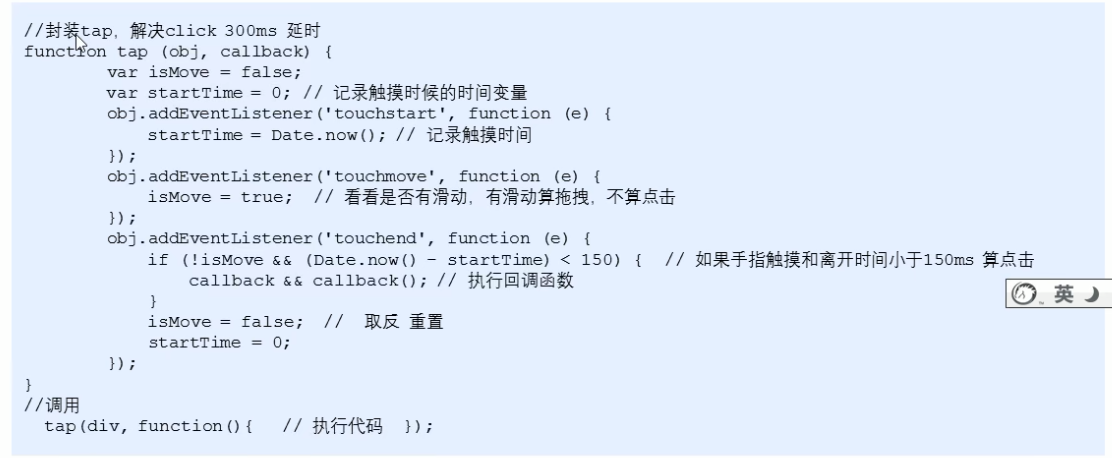 //封装tap，解决click 300ms 延时
function tap (obj, callback) {
        var isMove = false;
        var startTime = 0; // 记录触摸时候的时间变量
        obj.addEventListener('touchstart', function (e) {
            startTime = Date.now(); // 记录触摸时间
        });
        obj.addEventListener('touchmove', function (e) {
            isMove = true;  // 看看是否有滑动，有滑动算拖拽，不算点击
        });
        obj.addEventListener('touchend', function (e) {
            if (!isMove && (Date.now() - startTime) < 150) {  // 如果手指触摸和离开时间小于150ms 算点击
                callback && callback(); // 执行回调函数
            }
            isMove = false;  //  取反 重置
            startTime = 0;
        });
}
//调用
  tap(div, function(){   // 执行代码  });
英